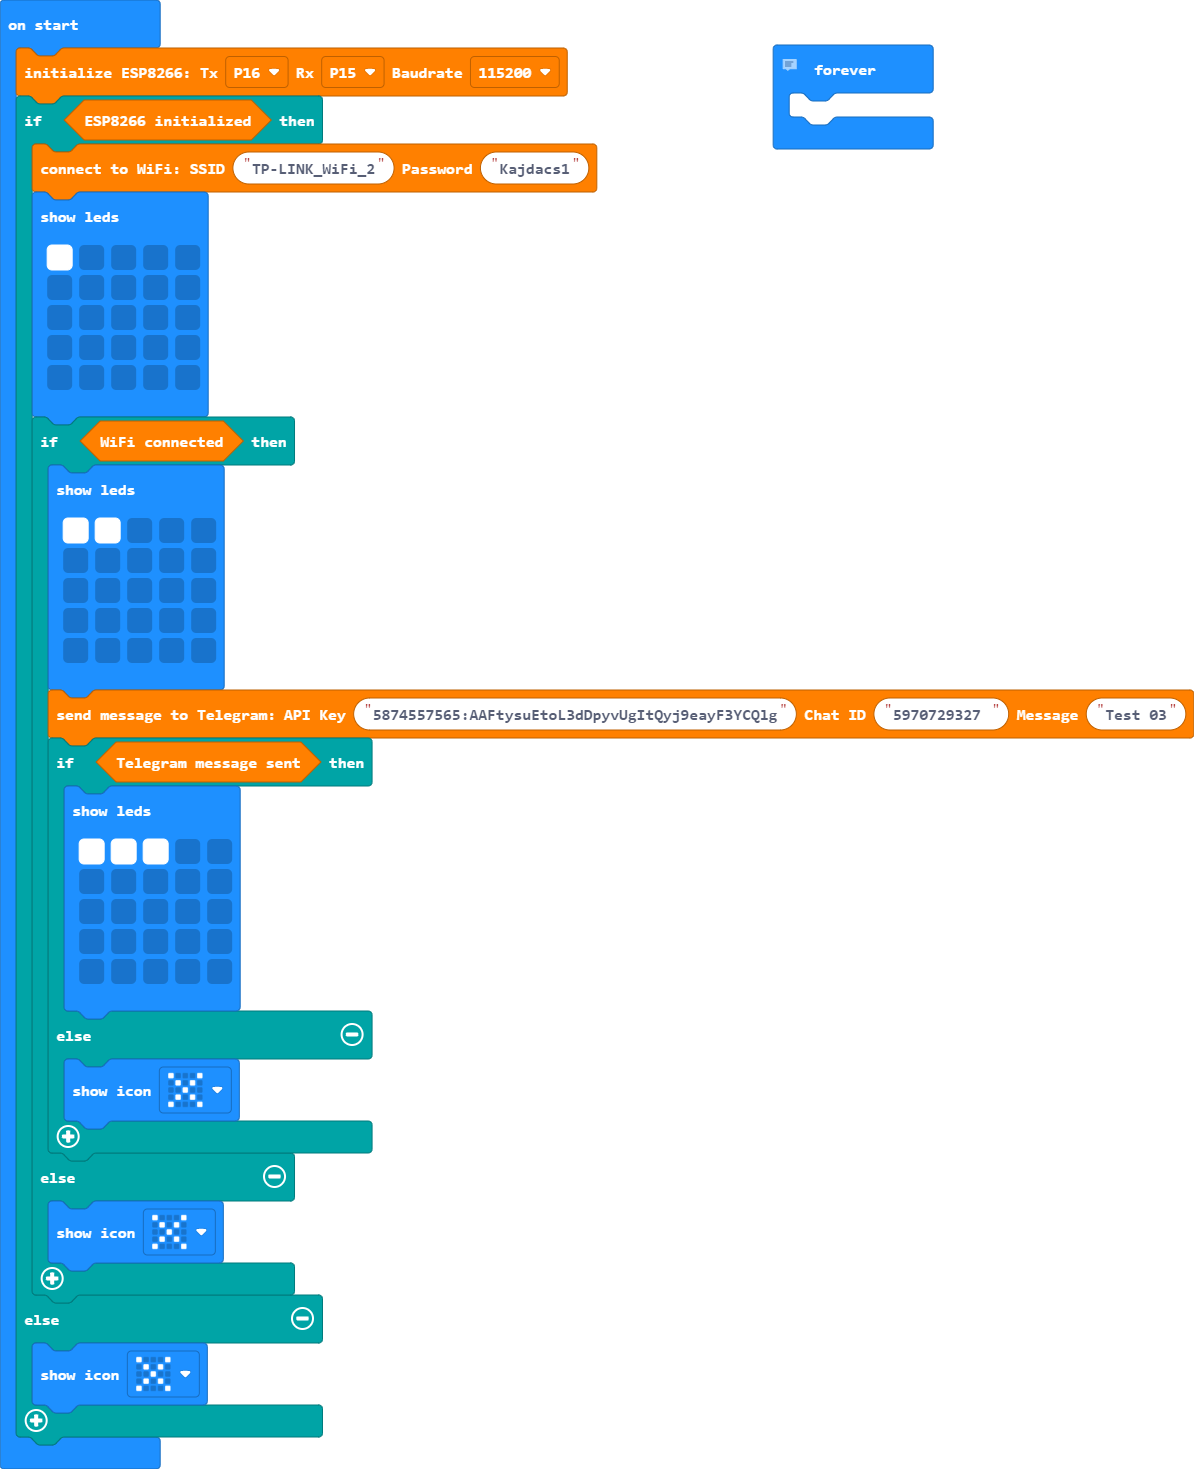 on start
forever
initialize ESP8266: Tx P16 Rx P15 Baudrate 115200
if ESP8266 initialized then
connect to WiFi: SSID "TP-LINK_WiFi_2" Password "Kajdacs1"
show leds
if WiFi connected then
show leds
send message to Telegram: API Key "5874557565:AAFtysuEtoL3dDpyvUgItQyj9eayF3YCQlg" Chat ID "5970729327 " Message "Test 03"
if Telegram message sent then
show leds
else
show icon
else
show icon
else
show icon